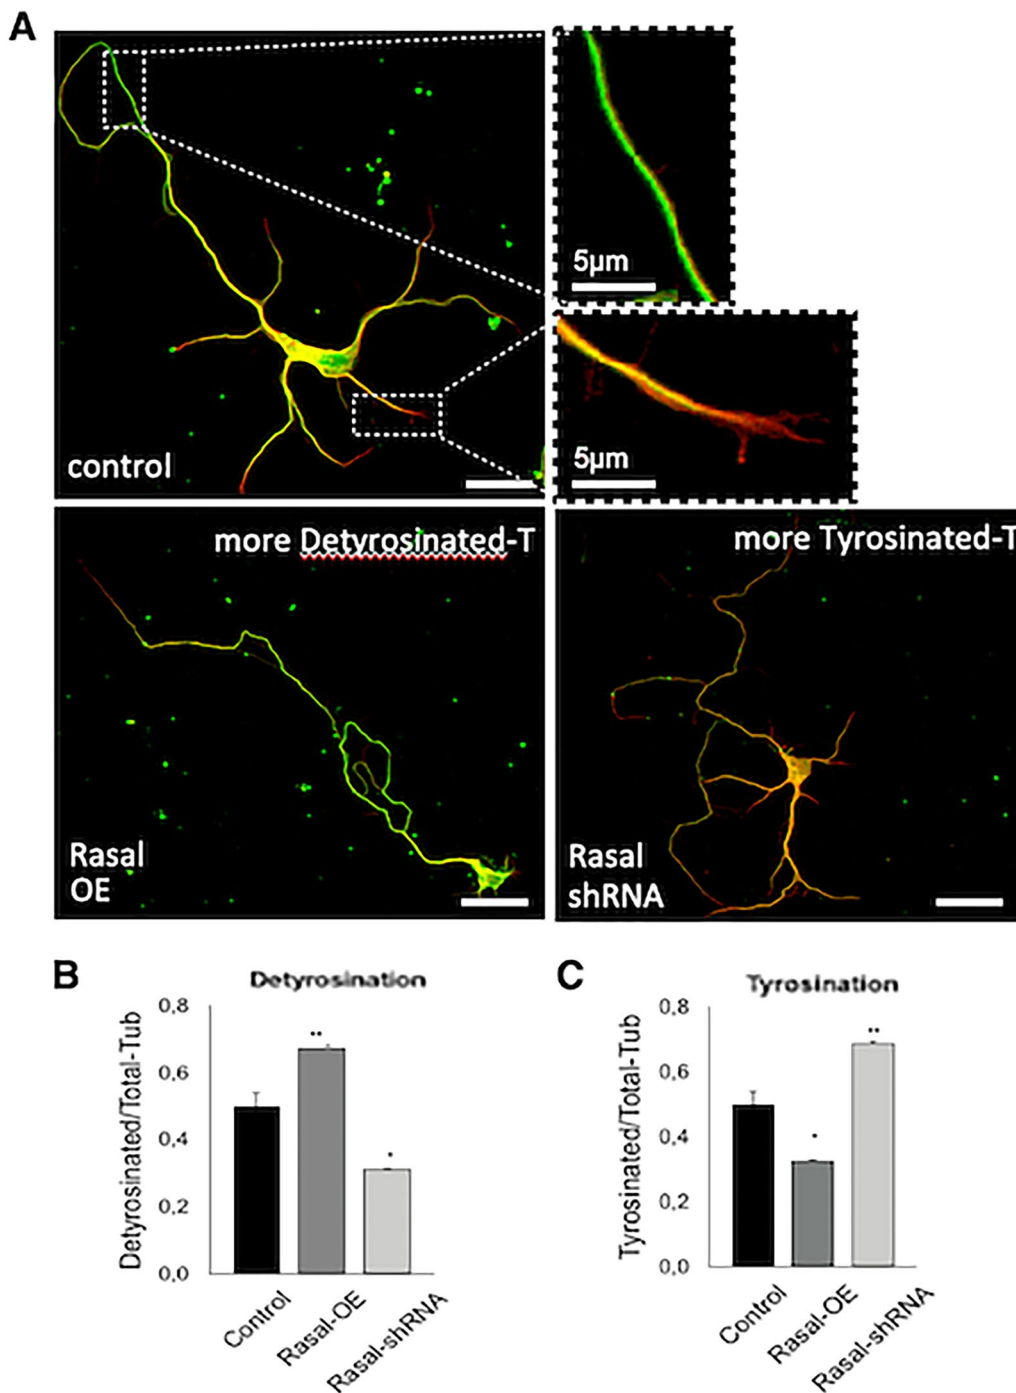 A
5µm
5µm
control
more Detyrosinated-T
more Tyrosinated-T
Rasal
OE
Rasal
shRNA
B
Detyrosination
Detyrosinated/Total-Tub
0,8
0,6
0,4
0,2
0,0
Control
Rasal-OE
Rasal-shRNA
**
*
C
Tyrosination
Tyrosinated/Total-Tub
0,8
0,6
0,4
0,2
0,0
Control
Rasal-OE
Rasal-shRNA
*
**